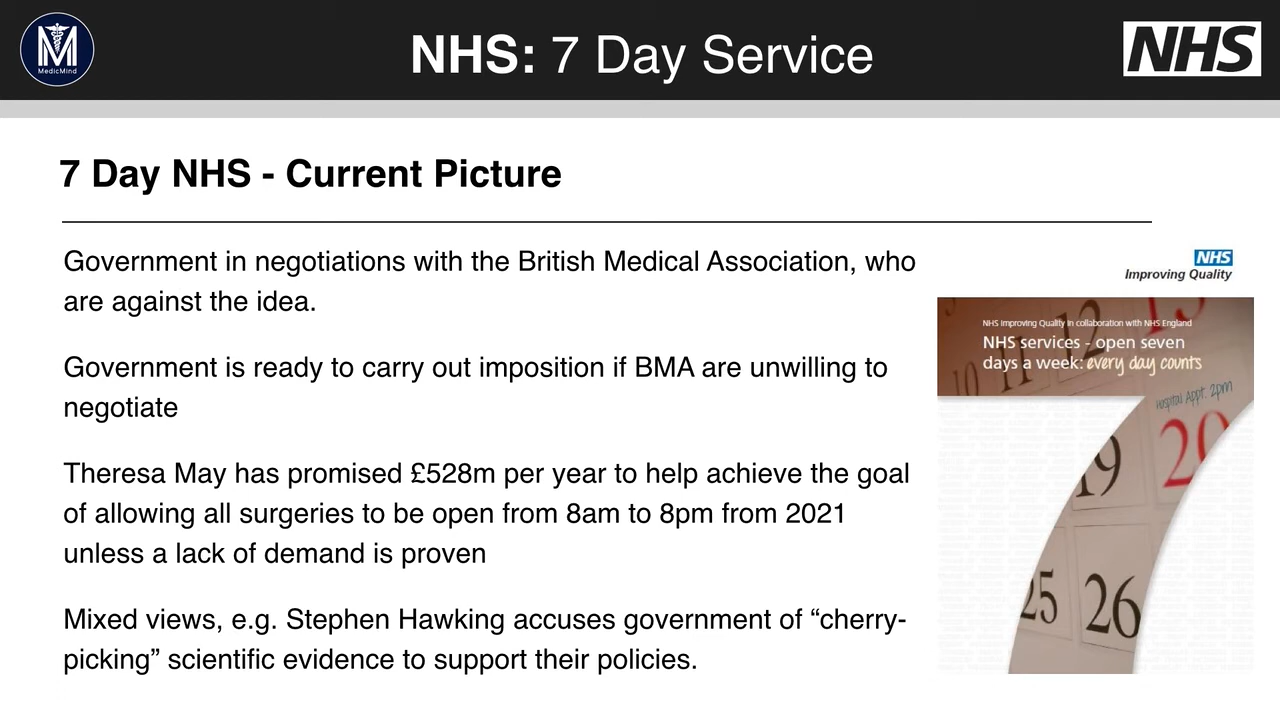 M
MedicMind
NHS: 7 Day Service
NHS
7 Day NHS - Current Picture
Government in negotiations with the British Medical Association, who
are against the idea.
Government is ready to carry out imposition if BMA are unwilling to
negotiate
Theresa May has promised £528m per year to help achieve the goal
of allowing all surgeries to be open from 8am to 8pm from 2021
unless a lack of demand is proven
Mixed views, e.g. Stephen Hawking accuses government of “cherry-
picking” scientific evidence to support their policies.
NHS
Improving Quality
NHS Improving Quality in collaboration with NHS England
NHS services - open seven
days a week: every day counts
10 11 12 13
Hospital Appt. 2pm
19 20
25 26